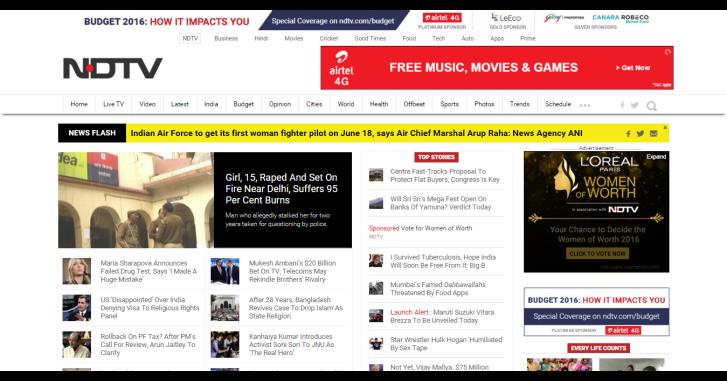 BUDGET 2016: HOW IT IMPACTS YOU
Special Coverage on ndtv.com/budget
airtel 4G
PLATINUM SPONSOR
LeEco
GOLD SPONSOR
PROPERTIES
CANARA ROBECO
Mutual Fund
SILVER SPONSORS
NDTV Business Hindi Movies Cricket Good Times Food Tech Auto Apps Prime
NDTV
airtel
4G
FREE MUSIC, MOVIES & GAMES
> Get Now
Home Live TV Video Latest India Budget Opinion Cities World Health Offbeat Sports Photos Trends Schedule
NEWS FLASH
Indian Air Force to get its first woman fighter pilot on June 18, says Air Chief Marshal Arup Raha: News Agency ANI
dea
Girl, 15, Raped And Set On
Fire Near Delhi, Suffers 95
Per Cent Burns
Man who allegedly stalked her for two
years taken for questioning by police.
Maria Sharapova Announces
Failed Drug Test, Says 'I Made A
Huge Mistake'
Mukesh Ambani's $20 Billion
Bet On TV, Telecoms May
Rekindle Brothers' Rivalry
US 'Disappointed' Over India
Denying Visa To Religious Rights
Panel
After 28 Years, Bangladesh
Revives Case To Drop Islam As
State Religion
Rollback On PF Tax? After PM's
Call For Review, Arun Jaitley To
Clarify
Kanhaiya Kumar Introduces
Activist Soni Sori To JNU As
'The Real Hero'
TOP STORIES
Centre Fast-Tracks Proposal To
Protect Flat Buyers; Congress Is Key
Will Sri Sri's Mega Fest Open On
Banks Of Yamuna? Verdict Today
Sponsored Vote for Women of Worth
NDTV
I Survived Tuberculosis, Hope India
Will Soon Be Free From It: Big B
Mumbai's Famed Dabbawallahs
Threatened By Food Apps
Launch Alert : Maruti Suzuki Vitara
Brezza To Be Unveiled Today
Star Wrestler Hulk Hogan 'Humiliated'
By Sex Tape
Not Yet, Vijay Mallya. $75 Million
Advertisement
Expand
L'ORÉAL
PARIS
WOMEN
OF WORTH
NDTV
Your Chance to Decide the
Women of Worth 2016
CLICK TO VOTE NOW
BUDGET 2016: HOW IT IMPACTS YOU
Special Coverage on ndtv.com/budget
PLATINUM SPONSOR
airtel 4G
EVERY LIFE COUNTS